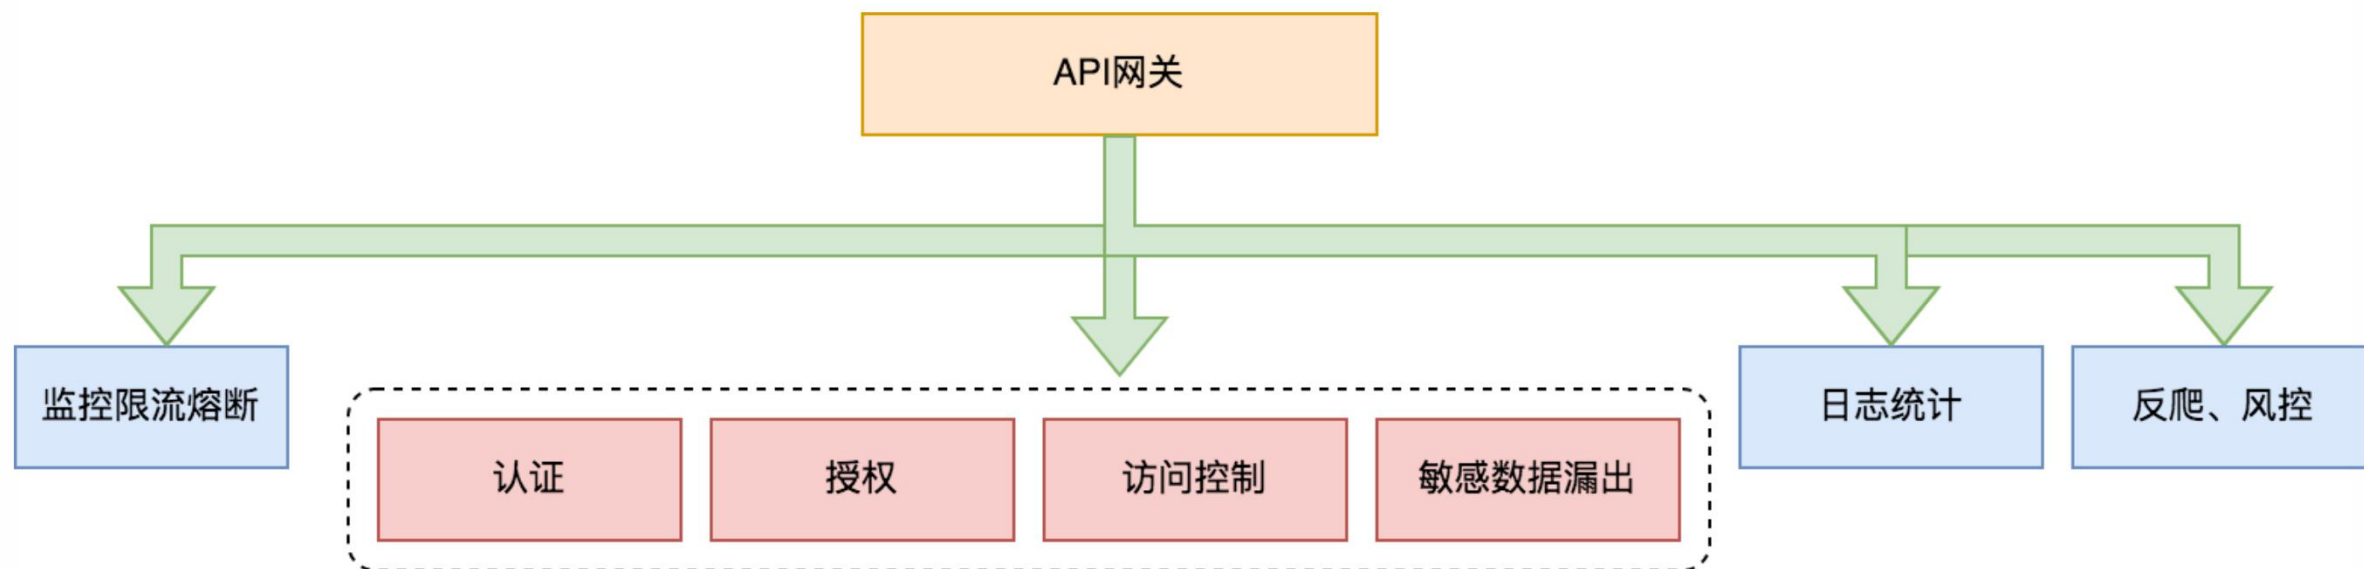 API网关
监控限流熔断
认证
授权
访问控制
敏感数据漏出
日志统计
反爬、风控